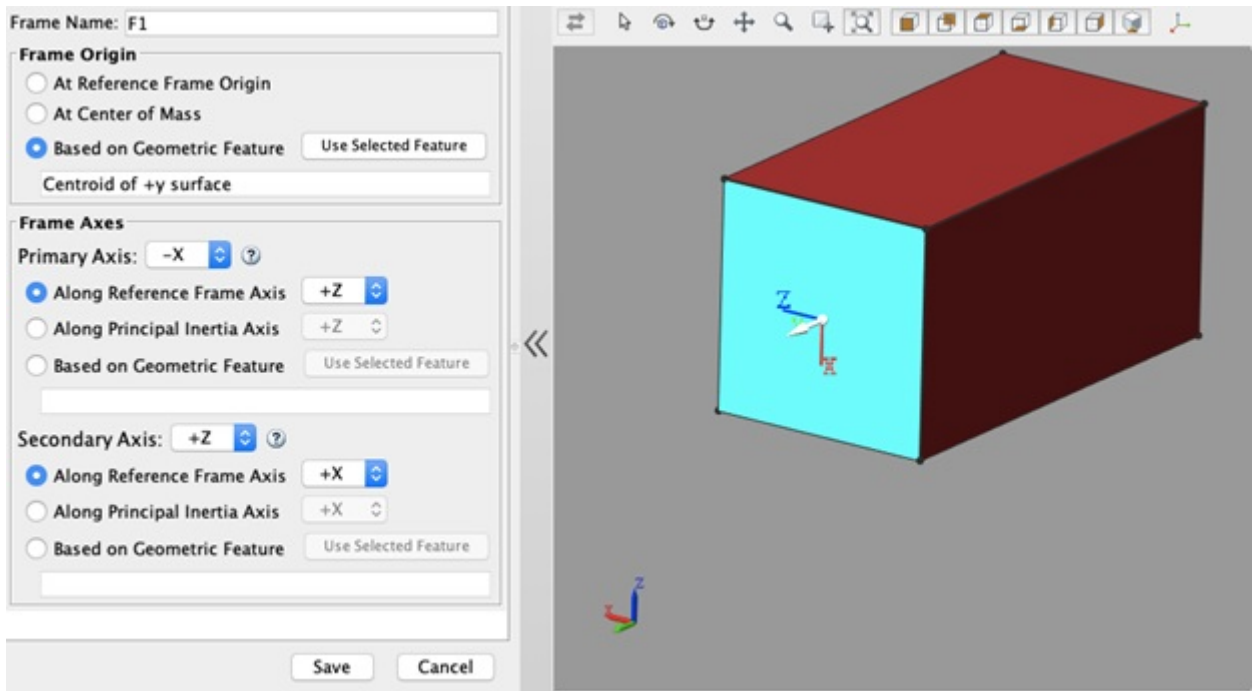 Frame Name: F1
Frame Origin
At Reference Frame Origin
At Center of Mass
Based on Geometric Feature Use Selected Feature
Centroid of +y surface
Frame Axes
Primary Axis: -X ?
Along Reference Frame Axis +Z
Along Principal Inertia Axis +Z
Based on Geometric Feature Use Selected Feature
Secondary Axis: +Z ?
Along Reference Frame Axis +X
Along Principal Inertia Axis +X
Based on Geometric Feature Use Selected Feature
Save Cancel
Z
X
Z